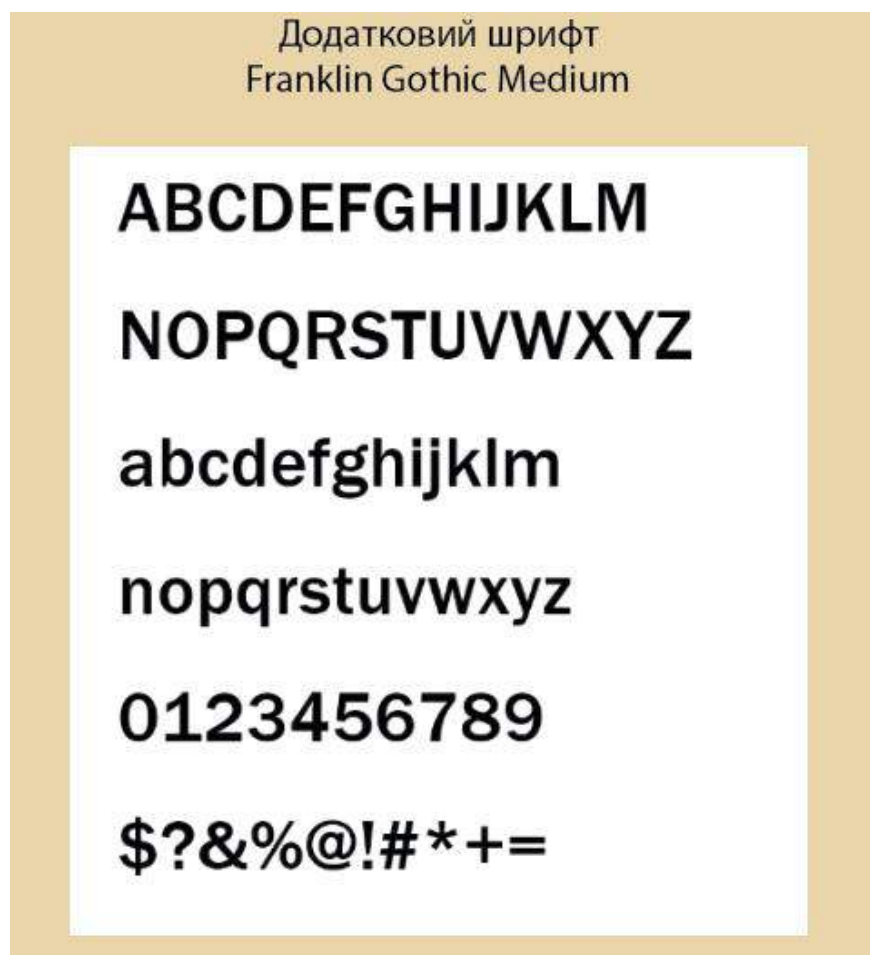 Додатковий шрифт
Franklin Gothic Medium
ABCDEFGHIJKLM
NOPQRSTUVWXYZ
abcdefghijklm
nopqrstuvwxyz
0123456789
$?&%@!#*+=